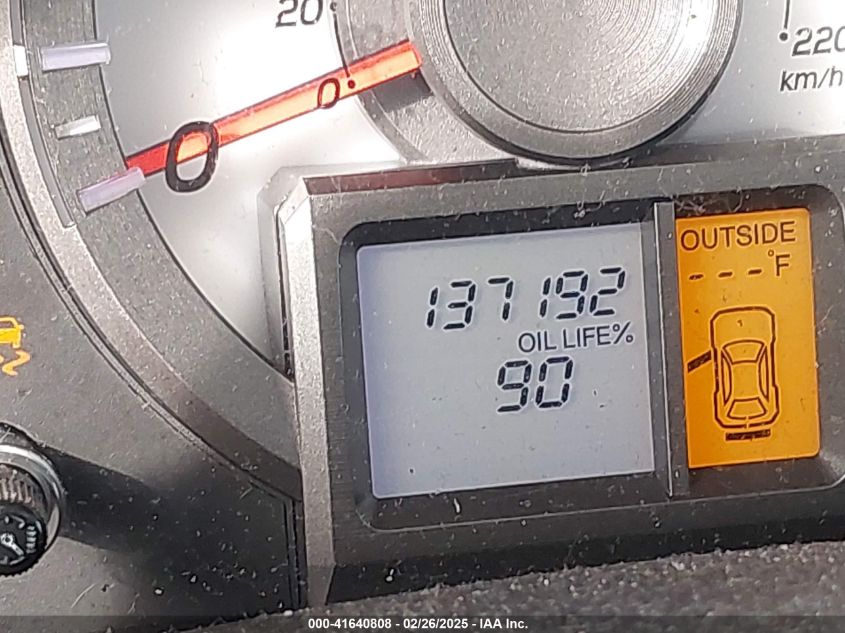 20
220
km/h
0
0
OUTSIDE
---°F
137192
OIL LIFE%
90
000-41640808 - 02/26/2025 - IAA Inc.